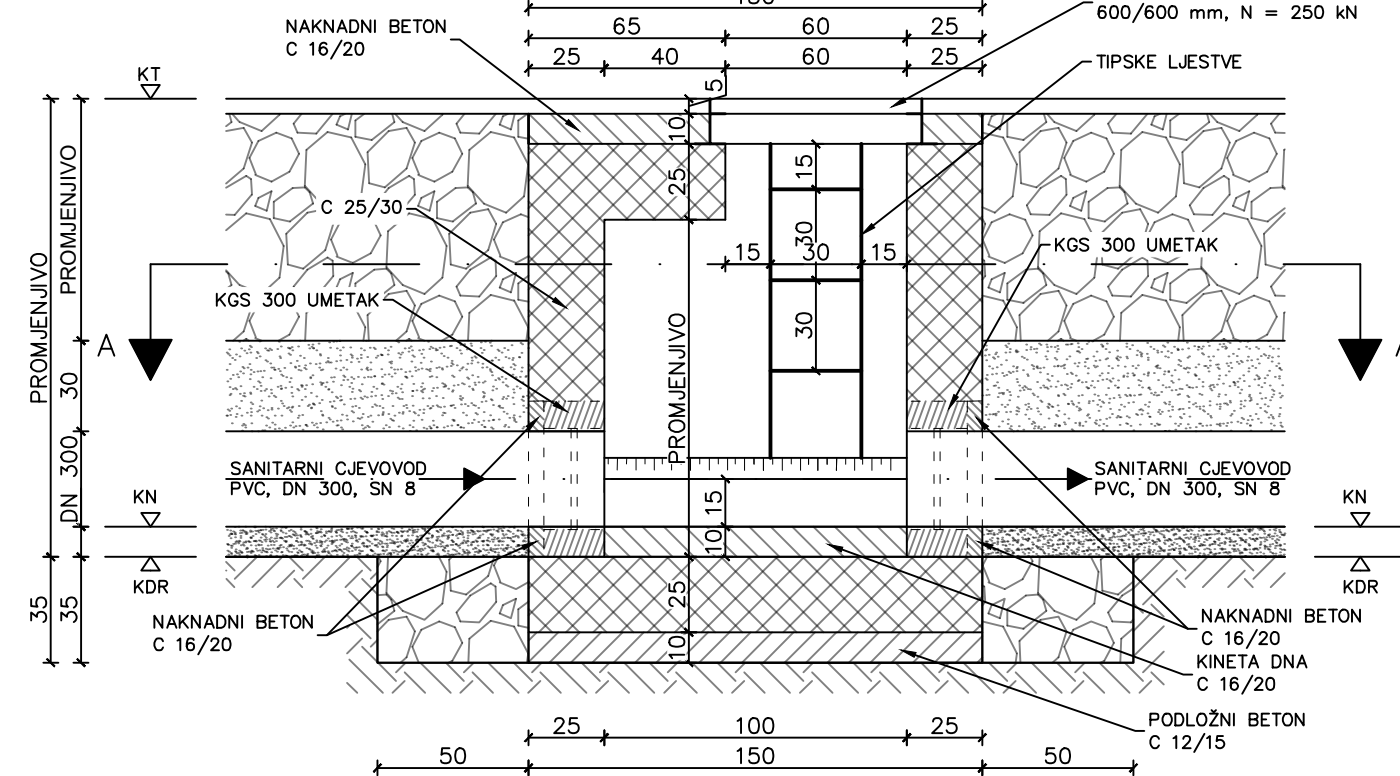 600/600 mm, N = 250 kN
NAKNADNI BETON
C 16/20
65
60
25
25
40
60
25
TIPSKE LJESTVE
KT
5
10
15
25
C 25/30
30
15
30
15
KGS 300 UMETAK
KGS 300 UMETAK
30
A
PROMJENJIVO
PROMJENJIVO
PROMJENJIVO
30
DN 300
SANITARNI CJEVOVOD
PVC, DN 300, SN 8
SANITARNI CJEVOVOD
PVC, DN 300, SN 8
KN
KN
15
10
KDR
KDR
35
35
25
10
NAKNADNI BETON
C 16/20
NAKNADNI BETON
C 16/20
KINETA DNA
C 16/20
PODLOŽNI BETON
C 12/15
25
100
25
50
150
50